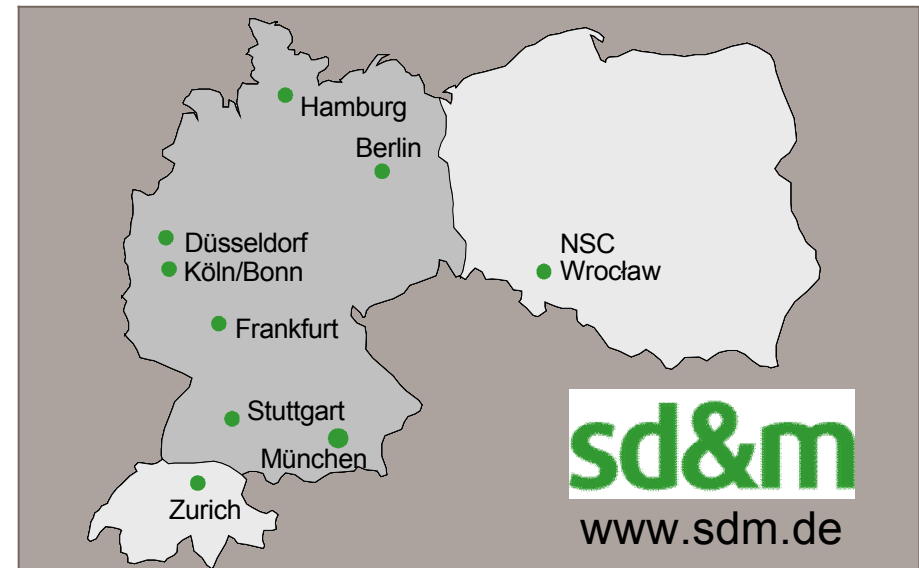 Hamburg
Berlin
Düsseldorf
Köln/Bonn
NSC
Wrocław
Frankfurt
Stuttgart
München
Zurich
sd&m
www.sdm.de